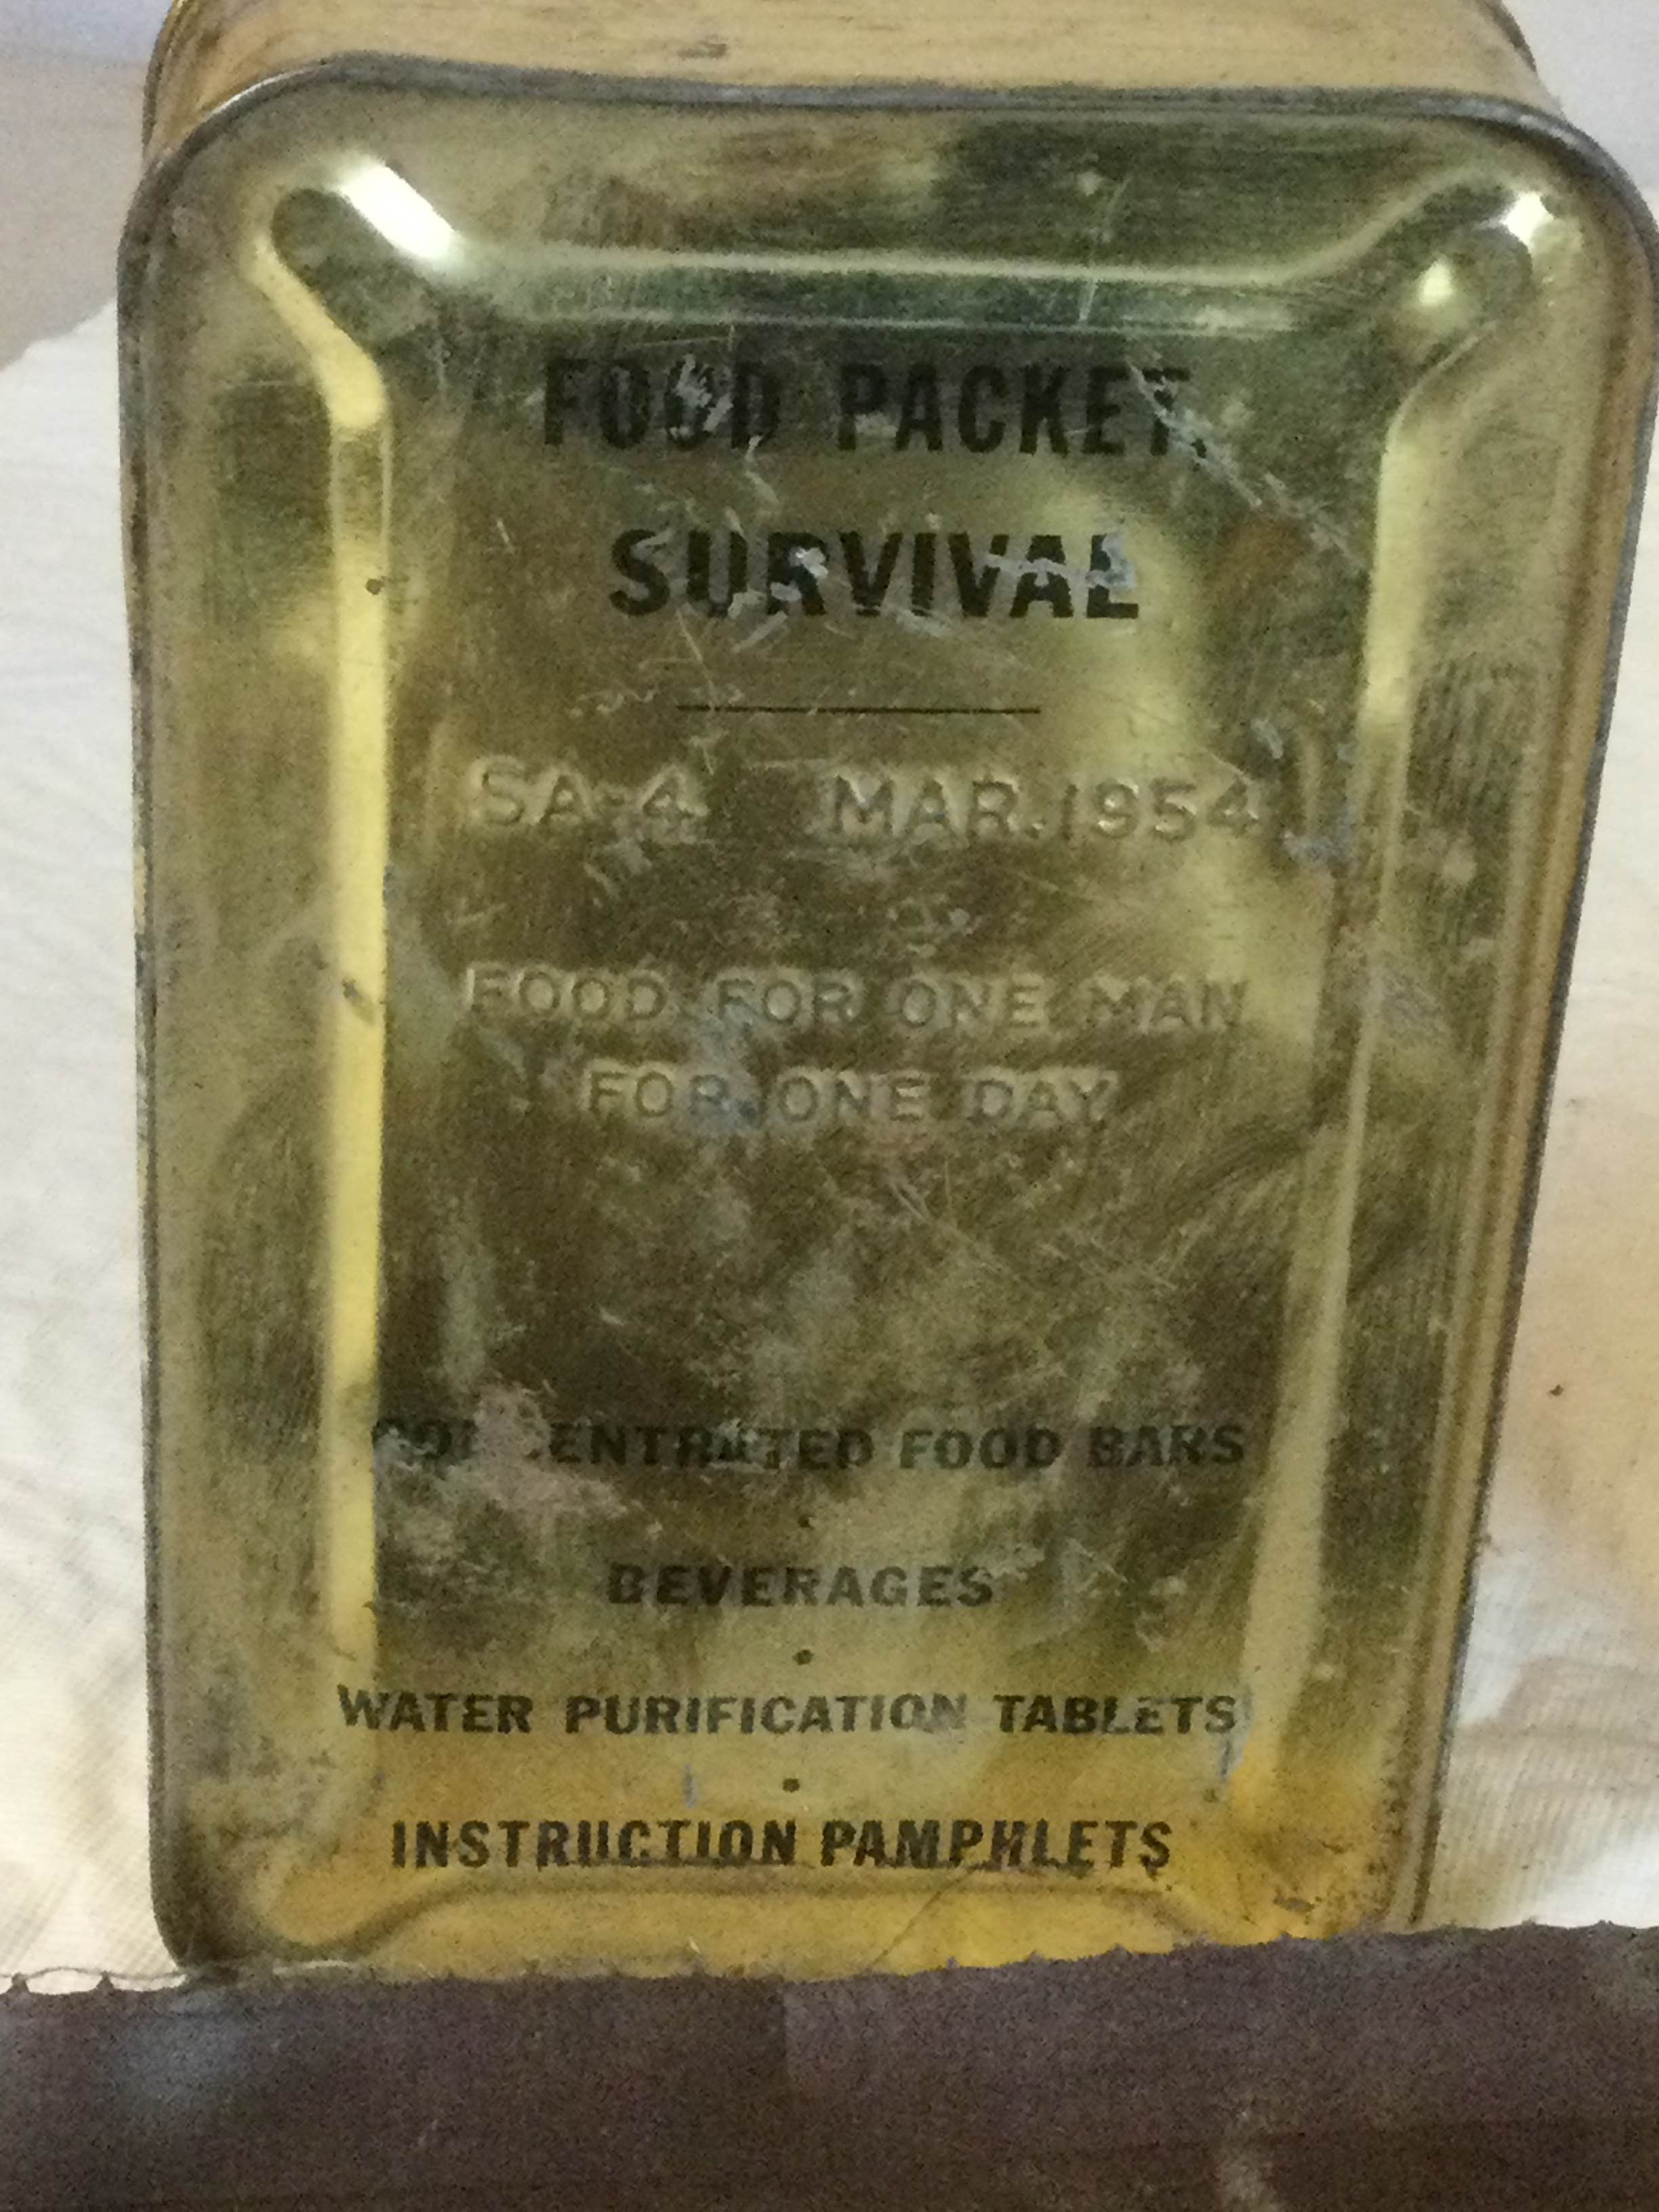 FOOD PACKET,
SURVIVAL
SA-4 MAR. 1954
FOOD FOR ONE MAN
FOR ONE DAY
CONCENTRATED FOOD BARS
•
BEVERAGES
•
WATER PURIFICATION TABLETS
•
INSTRUCTION PAMPHLETS